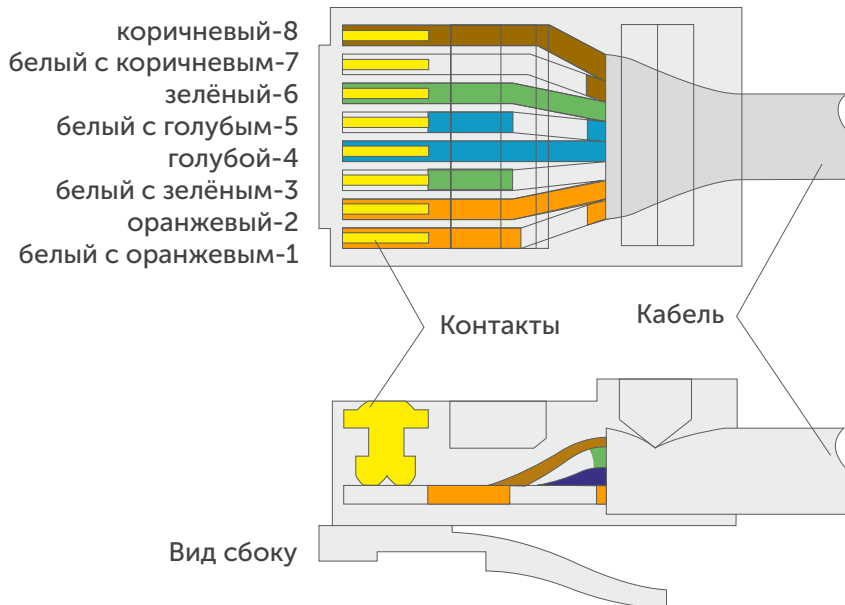 коричневый-8
белый с коричневым-7
зелёный-6
белый с голубым-5
голубой-4
белый с зелёным-3
оранжевый-2
белый с оранжевым-1
Контакты
Кабель
Вид сбоку